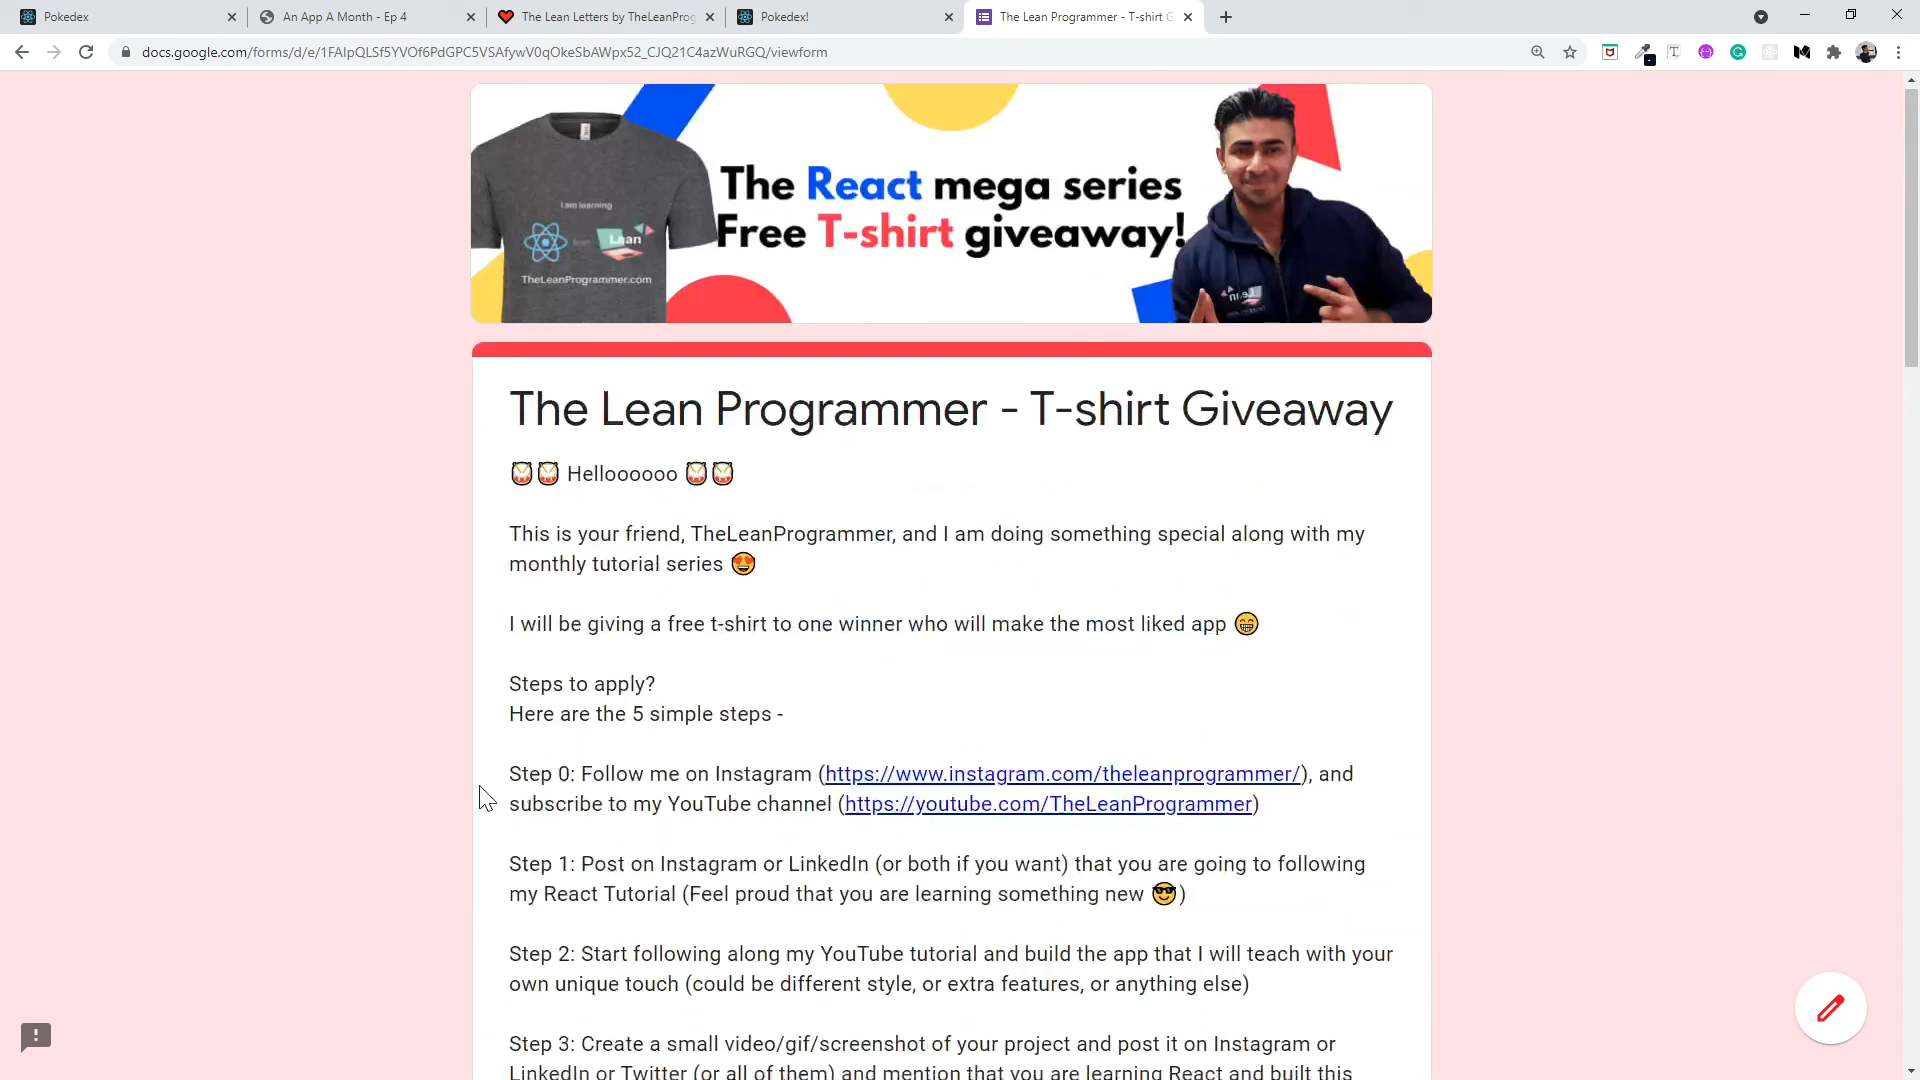 Pokedex
An App A Month - Ep 4
The Lean Letters by TheLeanProg
Pokedex!
The Lean Programmer - T-shirt G
docs.google.com/forms/d/e/1FAIpQLSf5YVOf6PdGPC5VSAfywV0qOkeSbAWpx52_CJQ21C4azWuRGQ/viewform
I am learning
Lean
TheLeanProgrammer.com
The React mega series
Free T-shirt giveaway!
The Lean Programmer - T-shirt Giveaway
🥁🥁 Helloooooo 🥁🥁
This is your friend, TheLeanProgrammer, and I am doing something special along with my
monthly tutorial series 😍
I will be giving a free t-shirt to one winner who will make the most liked app 😁
Steps to apply?
Here are the 5 simple steps -
Step 0: Follow me on Instagram (https://www.instagram.com/theleanprogrammer/), and
subscribe to my YouTube channel (https://youtube.com/TheLeanProgrammer)
Step 1: Post on Instagram or LinkedIn (or both if you want) that you are going to following
my React Tutorial (Feel proud that you are learning something new 😎)
Step 2: Start following along my YouTube tutorial and build the app that I will teach with your
own unique touch (could be different style, or extra features, or anything else)
Step 3: Create a small video/gif/screenshot of your project and post it on Instagram or
LinkedIn or Twitter (or all of them) and mention that you are learning React and built this